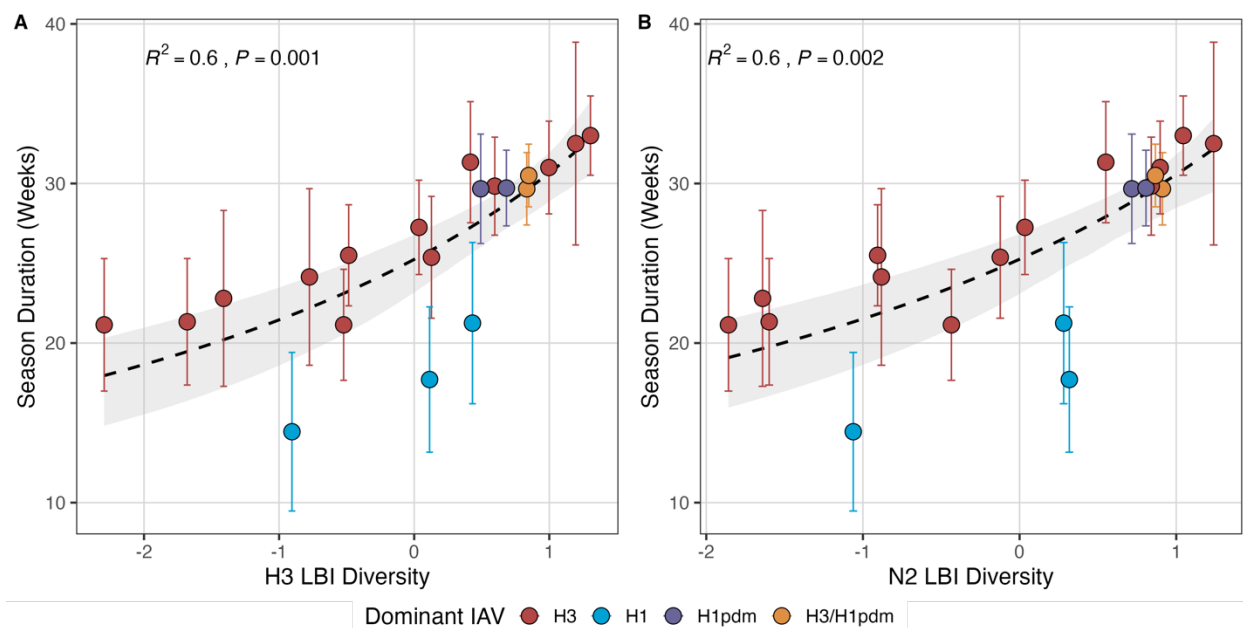 A
R² = 0.6 , P = 0.001
Season Duration (Weeks)
40
30
20
10
-2 -1 0 1
H3 LBI Diversity
B
R² = 0.6 , P = 0.002
Season Duration (Weeks)
40
30
20
10
-2 -1 0 1
N2 LBI Diversity
Dominant IAV H3 H1 H1pdm H3/H1pdm